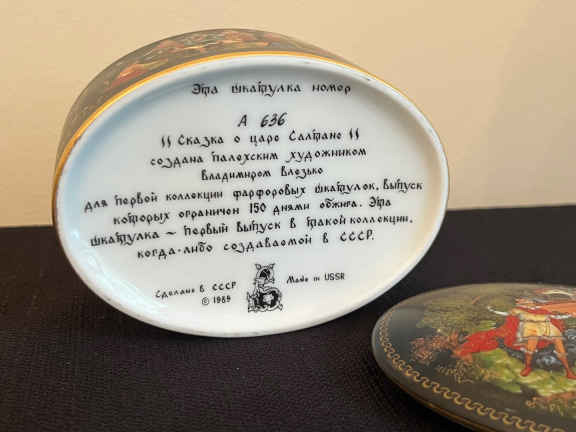 Эта шкатулка номер
А 636
"Сказка о царе Салтане"
создана палехским художником
Владимиром Влезько
для первой коллекции фарфоровых шкатулок, выпуск
которых ограничен 150 днями обжига. Эта
шкатулка ~ первый выпуск в такой коллекции,
когда-либо создаваемой в СССР.
Сделано в СССР Made in USSR
© 1989